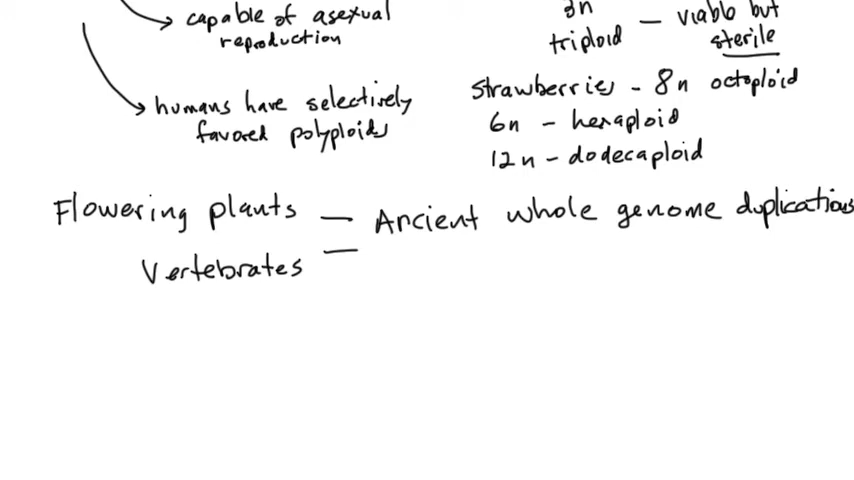 capable of asexual
reproduction
3n
triploid — viable but
sterile
humans have selectively
favored polyploids
strawberries - 8n octoploid
6n - hexaploid
12n - dodecaploid
Flowering plants — Ancient whole genome duplications
Vertebrates —